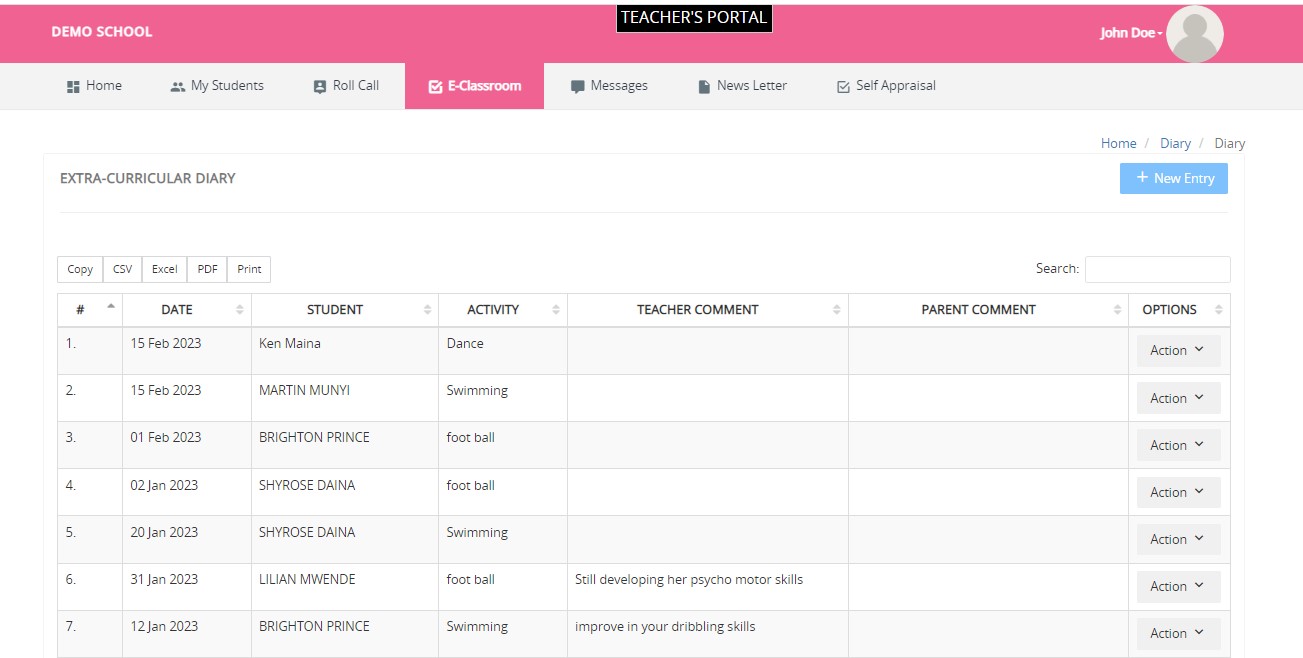 TEACHER'S PORTAL
DEMO SCHOOL
John Doe
Home My Students Roll Call E-Classroom Messages News Letter Self Appraisal
Home / Diary / Diary
EXTRA-CURRICULAR DIARY
+ New Entry
Copy CSV Excel PDF Print
Search:
# DATE STUDENT ACTIVITY TEACHER COMMENT PARENT COMMENT OPTIONS
1. 15 Feb 2023 Ken Maina Dance Action
2. 15 Feb 2023 MARTIN MUNYI Swimming Action
3. 01 Feb 2023 BRIGHTON PRINCE foot ball Action
4. 02 Jan 2023 SHYROSE DAINA foot ball Action
5. 20 Jan 2023 SHYROSE DAINA Swimming Action
6. 31 Jan 2023 LILIAN MWENDE foot ball Still developing her psycho motor skills Action
7. 12 Jan 2023 BRIGHTON PRINCE Swimming improve in your dribbling skills Action